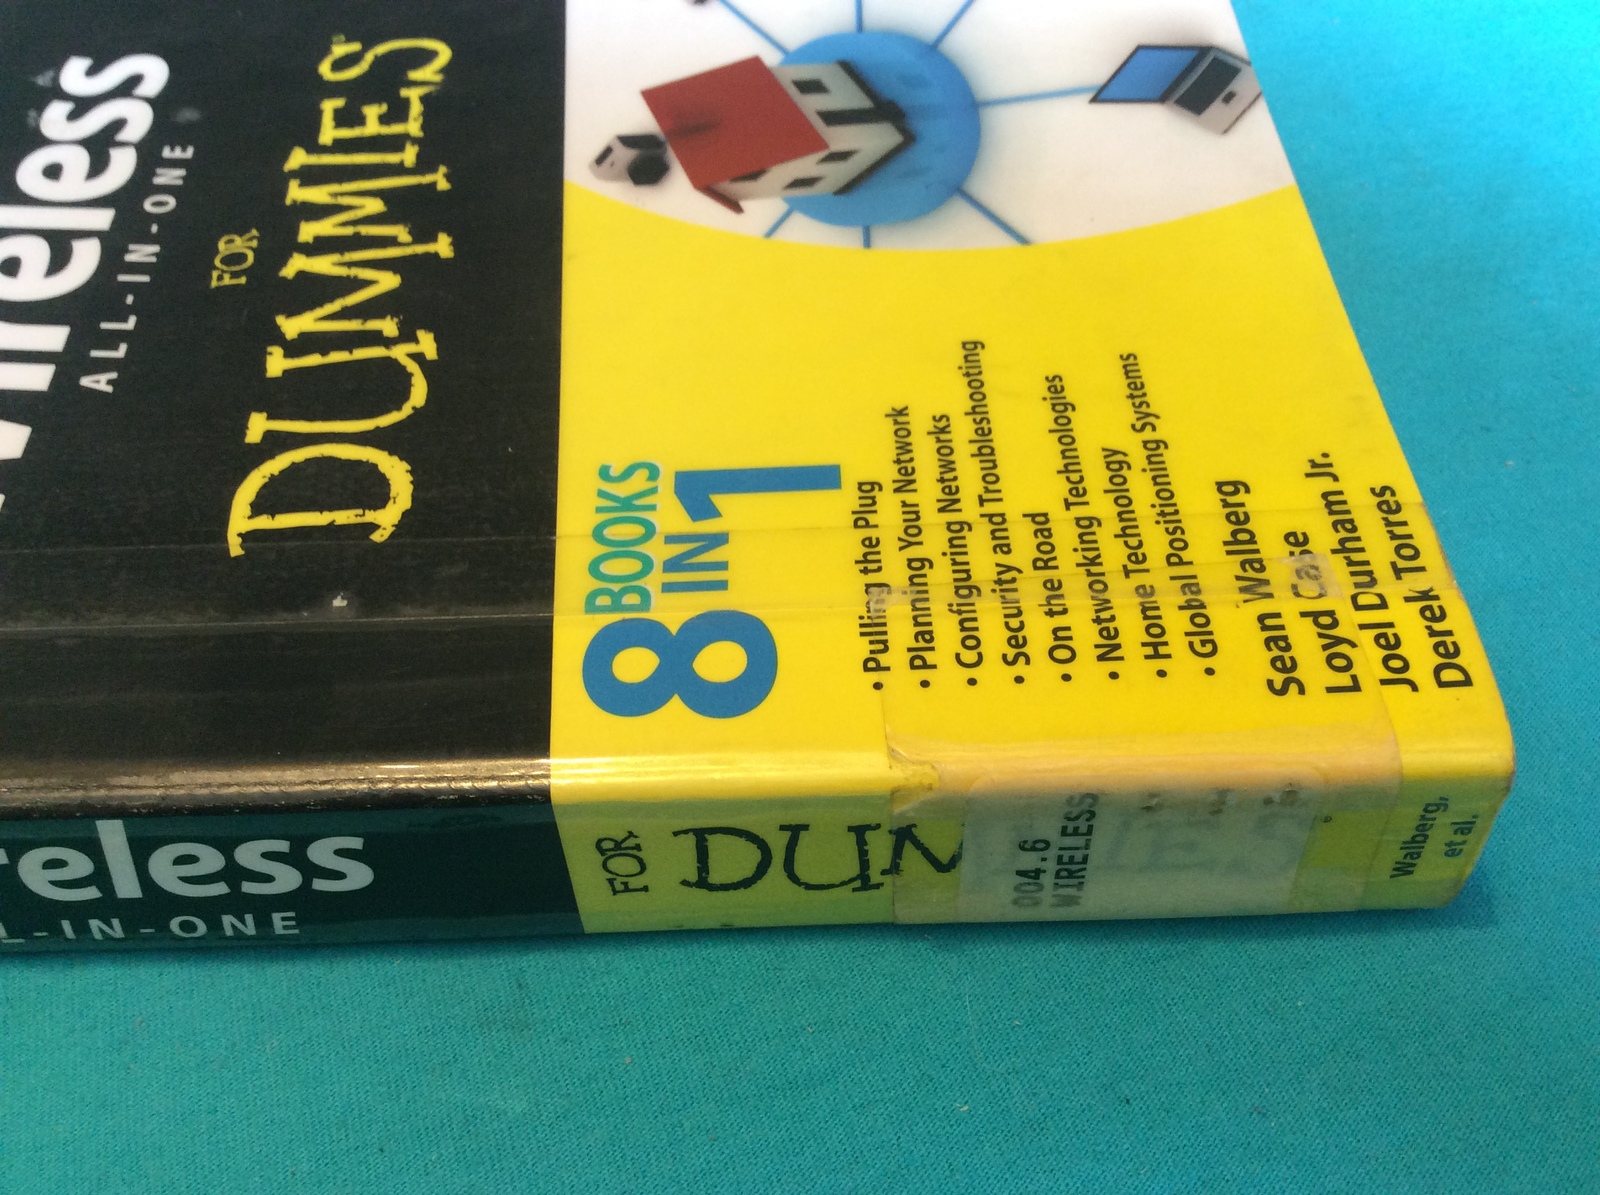 Wireless
ALL-IN-ONE
FOR
DUMMIES
8 BOOKS
IN 1
• Pulling the Plug
• Planning Your Network
• Configuring Networks
• Security and Troubleshooting
• On the Road
• Networking Technologies
• Home Technology
• Global Positioning Systems
Sean Walberg
Loyd Case
Joel Durham Jr.
Derek Torres
reless
L-IN-ONE
FOR
DUM
004.6
WIRELESS
Walberg,
et al.